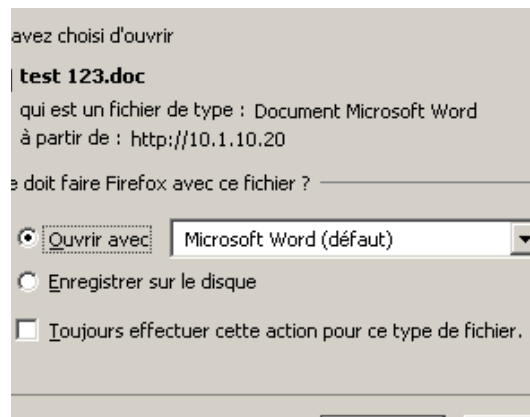 avez choisi d'ouvrir
test 123.doc
qui est un fichier de type : Document Microsoft Word
à partir de : http://10.1.10.20
e doit faire Firefox avec ce fichier ?
Ouvrir avec Microsoft Word (défaut)
Enregistrer sur le disque
Toujours effectuer cette action pour ce type de fichier.